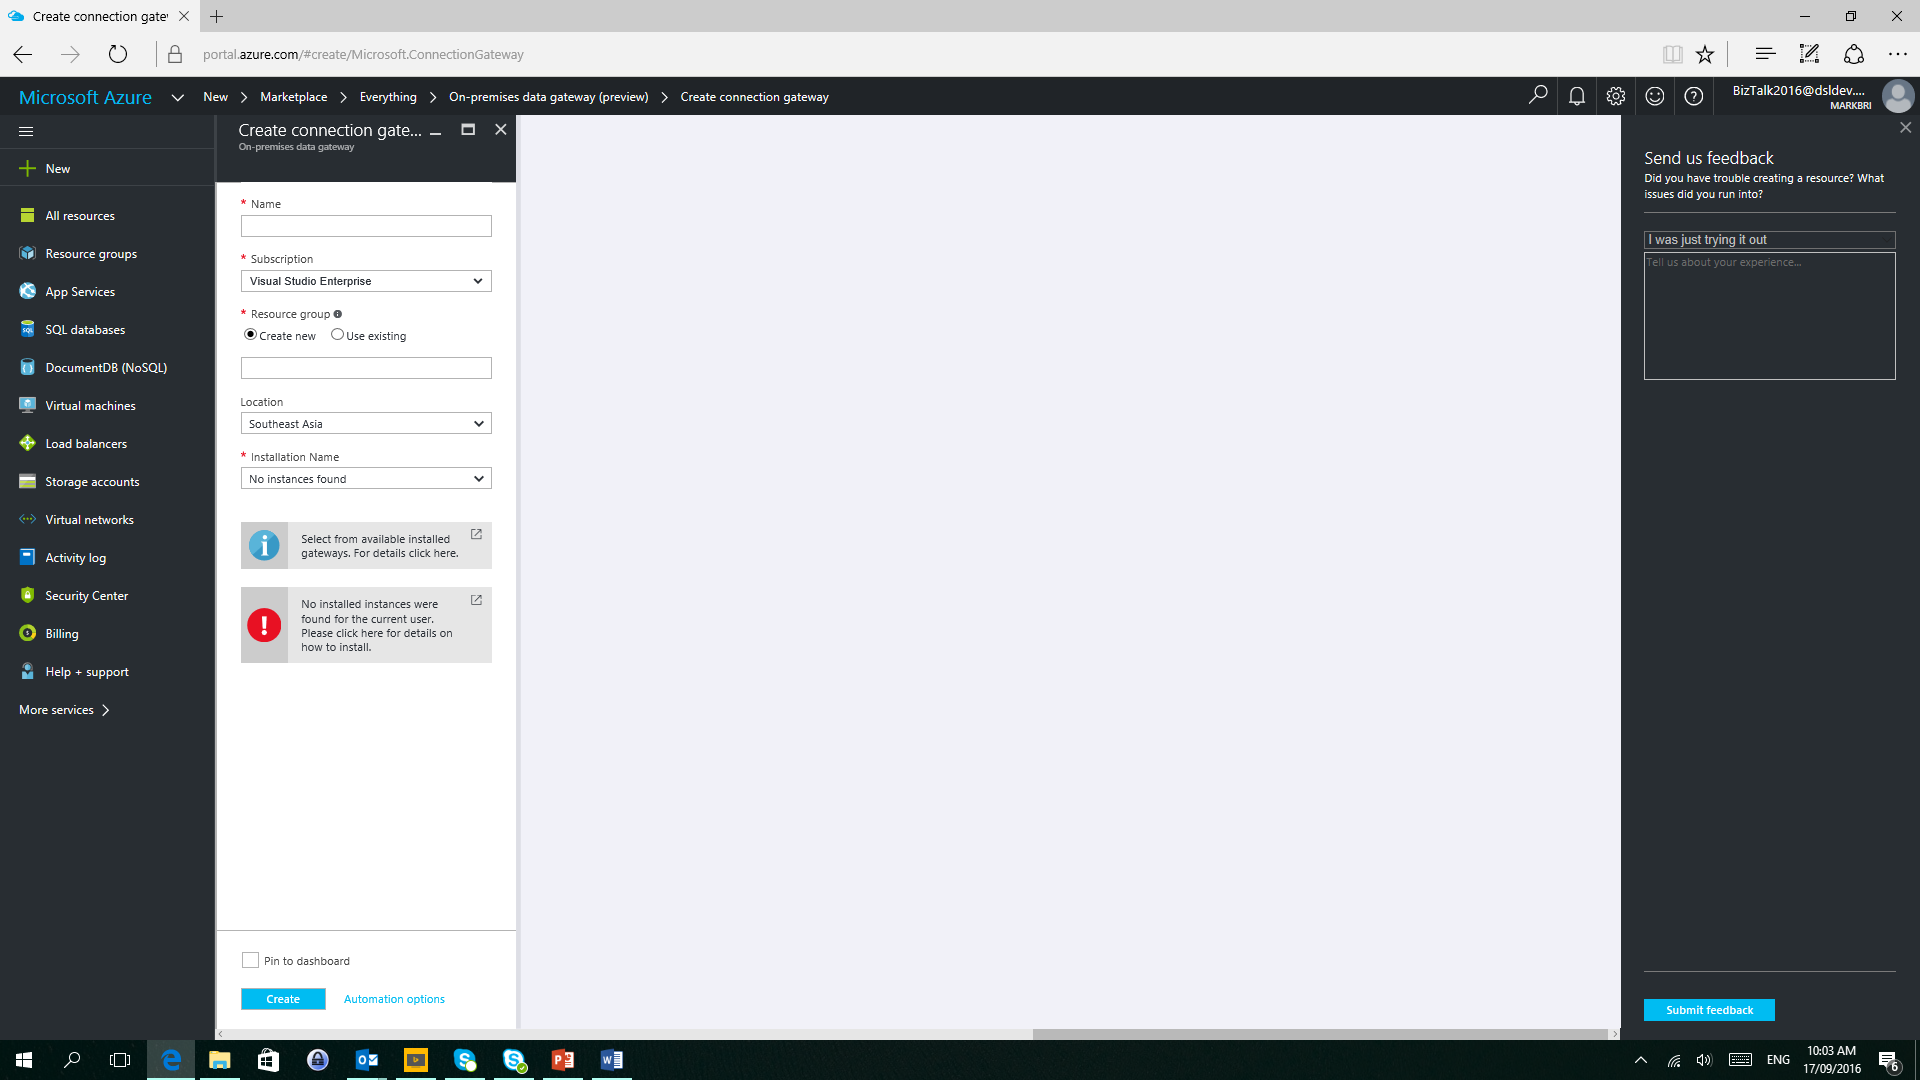 Create connection gate
portal.azure.com/#create/Microsoft.ConnectionGateway
Microsoft Azure
New
Marketplace
Everything
On-premises data gateway (preview)
Create connection gateway
BizTalk2016@dsldev....
MARKBRI
New
All resources
Resource groups
App Services
SQL databases
DocumentDB (NoSQL)
Virtual machines
Load balancers
Storage accounts
Virtual networks
Activity log
Security Center
Billing
Help + support
More services
Create connection gate...
On-premises data gateway
* Name
* Subscription
Visual Studio Enterprise
* Resource group
Create new Use existing
Location
Southeast Asia
* Installation Name
No instances found
Select from available installed
gateways. For details click here.
No installed instances were
found for the current user.
Please click here for details on
how to install.
Pin to dashboard
Create Automation options
Send us feedback
Did you have trouble creating a resource? What
issues did you run into?
I was just trying it out
Tell us about your experience...
Submit feedback
ENG
10:03 AM
17/09/2016
6